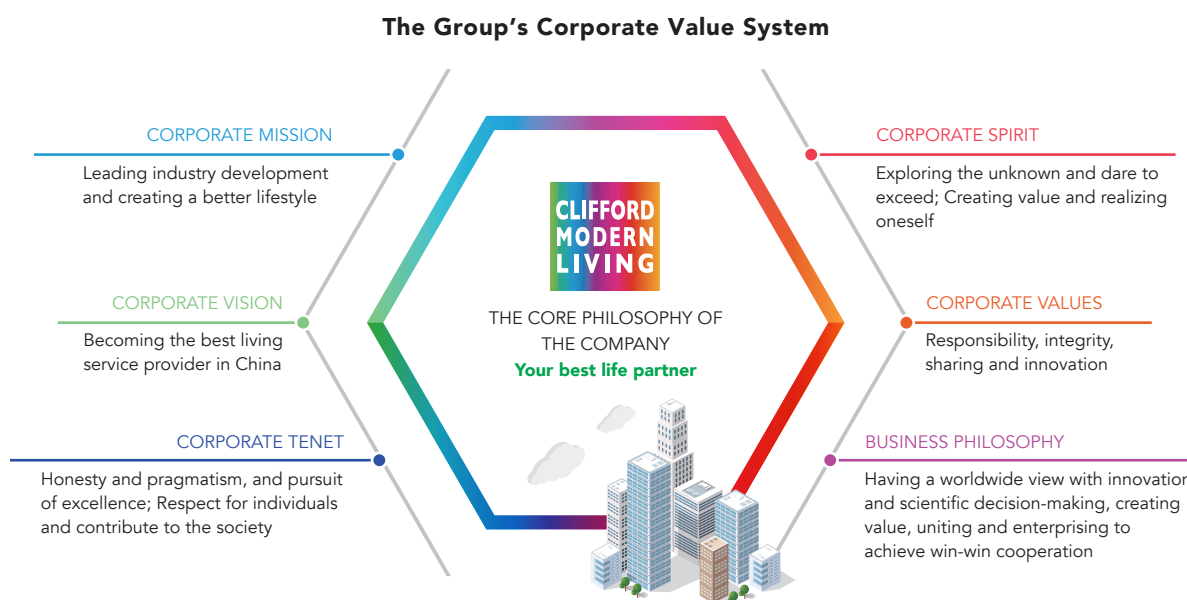 The Group's Corporate Value System
CORPORATE MISSION
Leading industry development
and creating a better lifestyle
CORPORATE VISION
Becoming the best living
service provider in China
CORPORATE TENET
Honesty and pragmatism, and pursuit
of excellence; Respect for individuals
and contribute to the society
CLIFFORD
MODERN
LIVING
THE CORE PHILOSOPHY OF
THE COMPANY
Your best life partner
CORPORATE SPIRIT
Exploring the unknown and dare to
exceed; Creating value and realizing
oneself
CORPORATE VALUES
Responsibility, integrity,
sharing and innovation
BUSINESS PHILOSOPHY
Having a worldwide view with innovation
and scientific decision-making, creating
value, uniting and enterprising to
achieve win-win cooperation